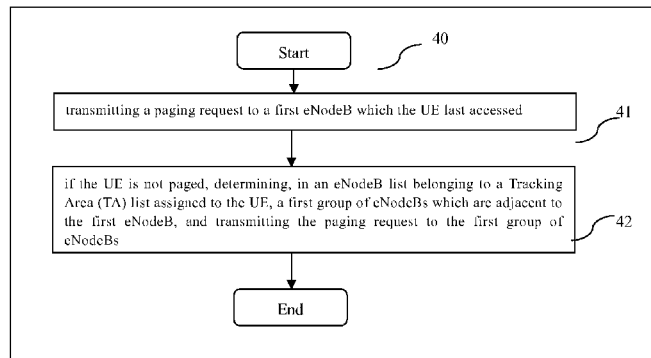 Start
40
transmitting a paging request to a first eNodeB which the UE last accessed
41
if the UE is not paged, determining, in an eNodeB list belonging to a Tracking
Area (TA) list assigned to the UE, a first group of eNodeBs which are adjacent to
the first eNodeB, and transmitting the paging request to the first group of
eNodeBs
42
End